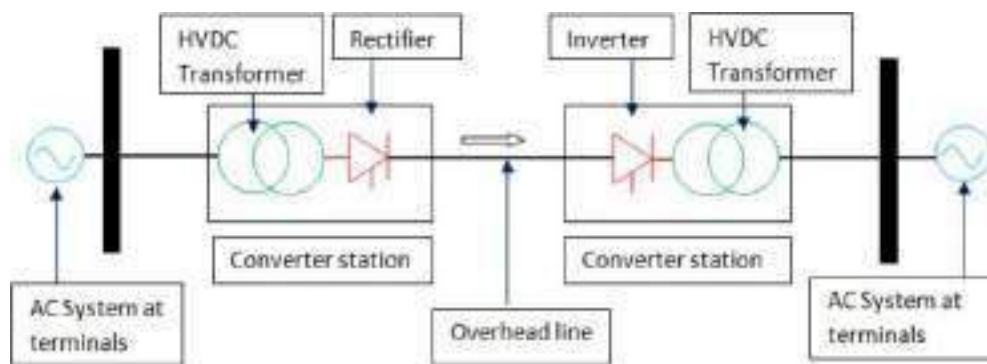 HVDC
Transformer
Rectifier
Inverter
HVDC
Transformer
Converter station
Converter station
AC System at
terminals
Overhead line
AC System at
terminals